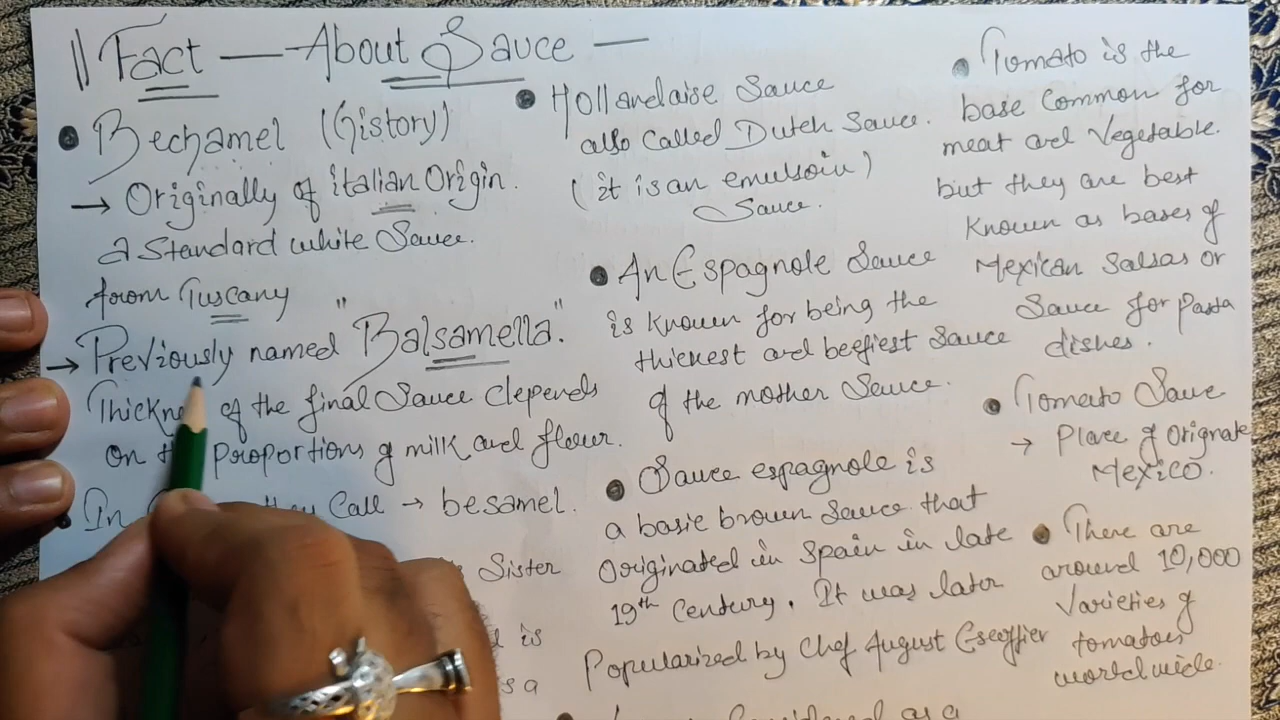 Fact — About Sauce —
• Bechamel (History)
→ Originally of italian Origin.
a Standard white Sauce.
from Tuscany
→ Previously named "Balsamella."
of the final Sauce depends
on proportions of milk and flour.
• In Call → besamel.
Sister
is
s a
• Hollandaise Sauce
also called Dutch Sauce.
(it is an emulsoin)
Sauce.
• An Espagnole Sauce
is known for being the
thickest and beefiest Sauce
of the mother Sauce.
• Sauce espagnole is
a basic brown Sauce that
originated in Spain in late
19th Century. It was later
Popularized by Chef August Escoffier
Considered as a
• Tomato is the
base Common for
meat and Vegetable.
but they are best
Known as bases of
Mexican Salsas or
Sauce for Pasta
dishes.
• Tomato Saue
→ Place of Orignate
Mexico.
• There are
around 10,000
Varieties of
tomatoes
worldwide.